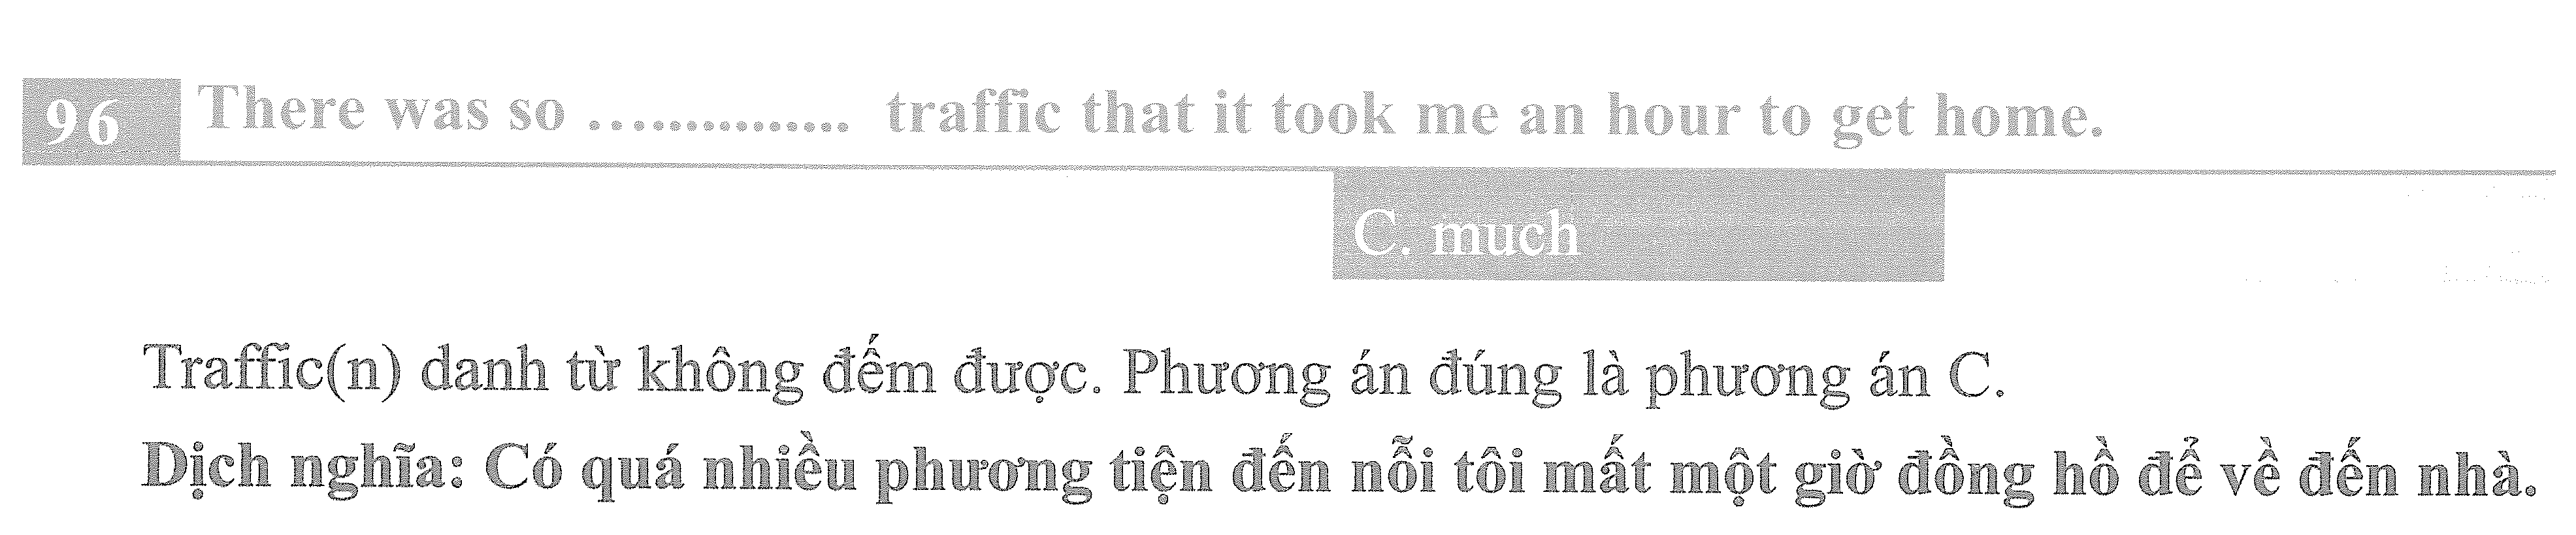 96 There was so .............. traffic that it took me an hour to get home.
C. much
Traffic(n) danh từ không đếm được. Phương án đúng là phương án C.
Dịch nghĩa: Có quá nhiều phương tiện đến nỗi tôi mất một giờ đồng hồ để về đến nhà.